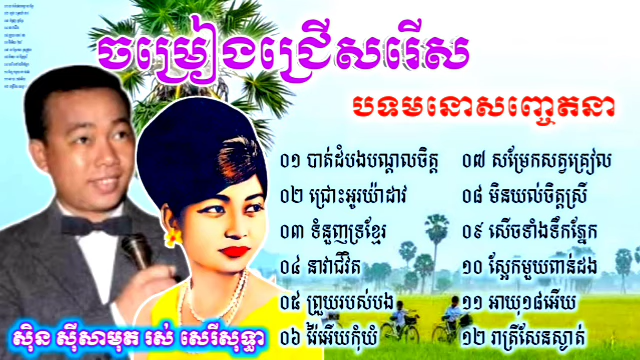 ចម្រៀងជ្រើសរើស
បទមនោសញ្ចេតនា
០១ បាត់ដំបងបណ្ដូលចិត្ត
០២ ជ្រោះអូរយ៉ាដាវ
០៣ ទំនួញទ្រខ្មែរ
០៤ នាវាជីវិត
០៥ ព្រួយរបស់បង
០៦ រ៉ៃអើយកុំយំ
០៧ សម្រែកសត្វគ្រៀល
០៨ មិនយល់ចិត្តស្រី
០៩ សើចទាំងទឹកភ្នែក
១០ ស្អែកមួយពាន់ដង
១១ អាយុ១៨អើយ
១២ រាត្រីសែនស្ងាត់
ស៊ិន ស៊ីសាមុត រស់ សេរីសុទ្ធា